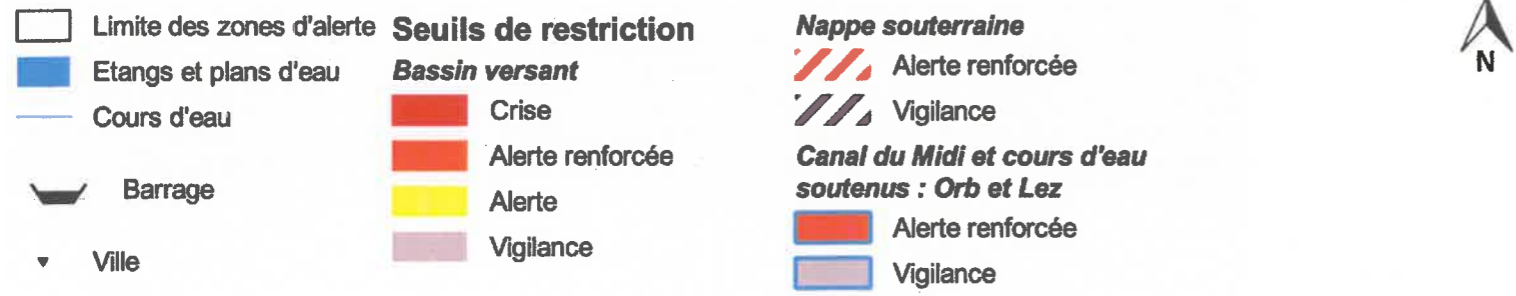 Limite des zones d'alerte
Etangs et plans d'eau
Cours d'eau
Barrage
Ville
Seuils de restriction
Bassin versant
Crise
Alerte renforcée
Alerte
Vigilance
Nappe souterraine
Alerte renforcée
Vigilance
Canal du Midi et cours d'eau
soutenus : Orb et Lez
Alerte renforcée
Vigilance
N